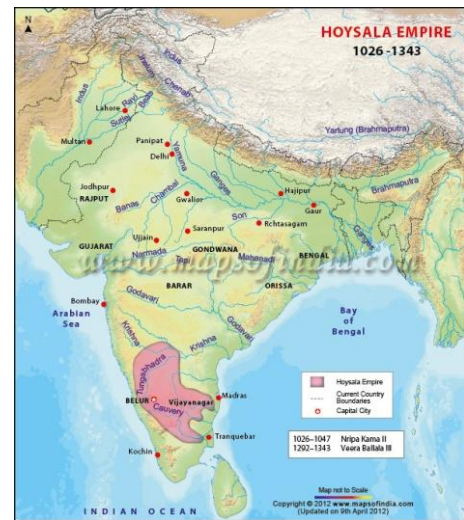 N
HOYSALA EMPIRE
1026 -1343
Indus
Jhelum
Chenab
Indus
Lahore
Ravi
Beas
Sutlej
Multan
Yarlung (Brahmaputra)
Panipat
Delhi
Yamuna
Ganges
Jodhpur
RAJPUT
Banas
Chambal
Gwalior
Hajipur
Gaur
Brahmaputra
Saranpur
Son
Rchtasagam
Ujjain
GUJARAT
GONDWANA
BENGAL
Ganges
Narmada
Tapi
Mahanadi
www.mapsofindia.com
BARAR
ORISSA
Bombay
Godavari
Arabian
Sea
Bay
of
Bengal
Krishna
Godavari
Krishna
Tungabhadra
BELUR
Vijayanagar
Madras
Cauvery
Hoysala Empire
Current Country
Boundaries
Capital City
Tranquebar
Kochin
1026–1047 Nripa Kama II
1292–1343 Veera Ballala III
INDIAN OCEAN
Map not to Scale
Copyright © 2012 www.mapsofindia.com
(Updated on 9th April 2012)